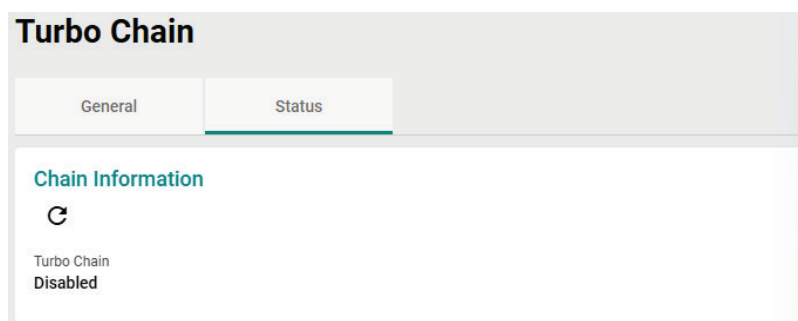 Turbo Chain
General Status
Chain Information
Turbo Chain
Disabled